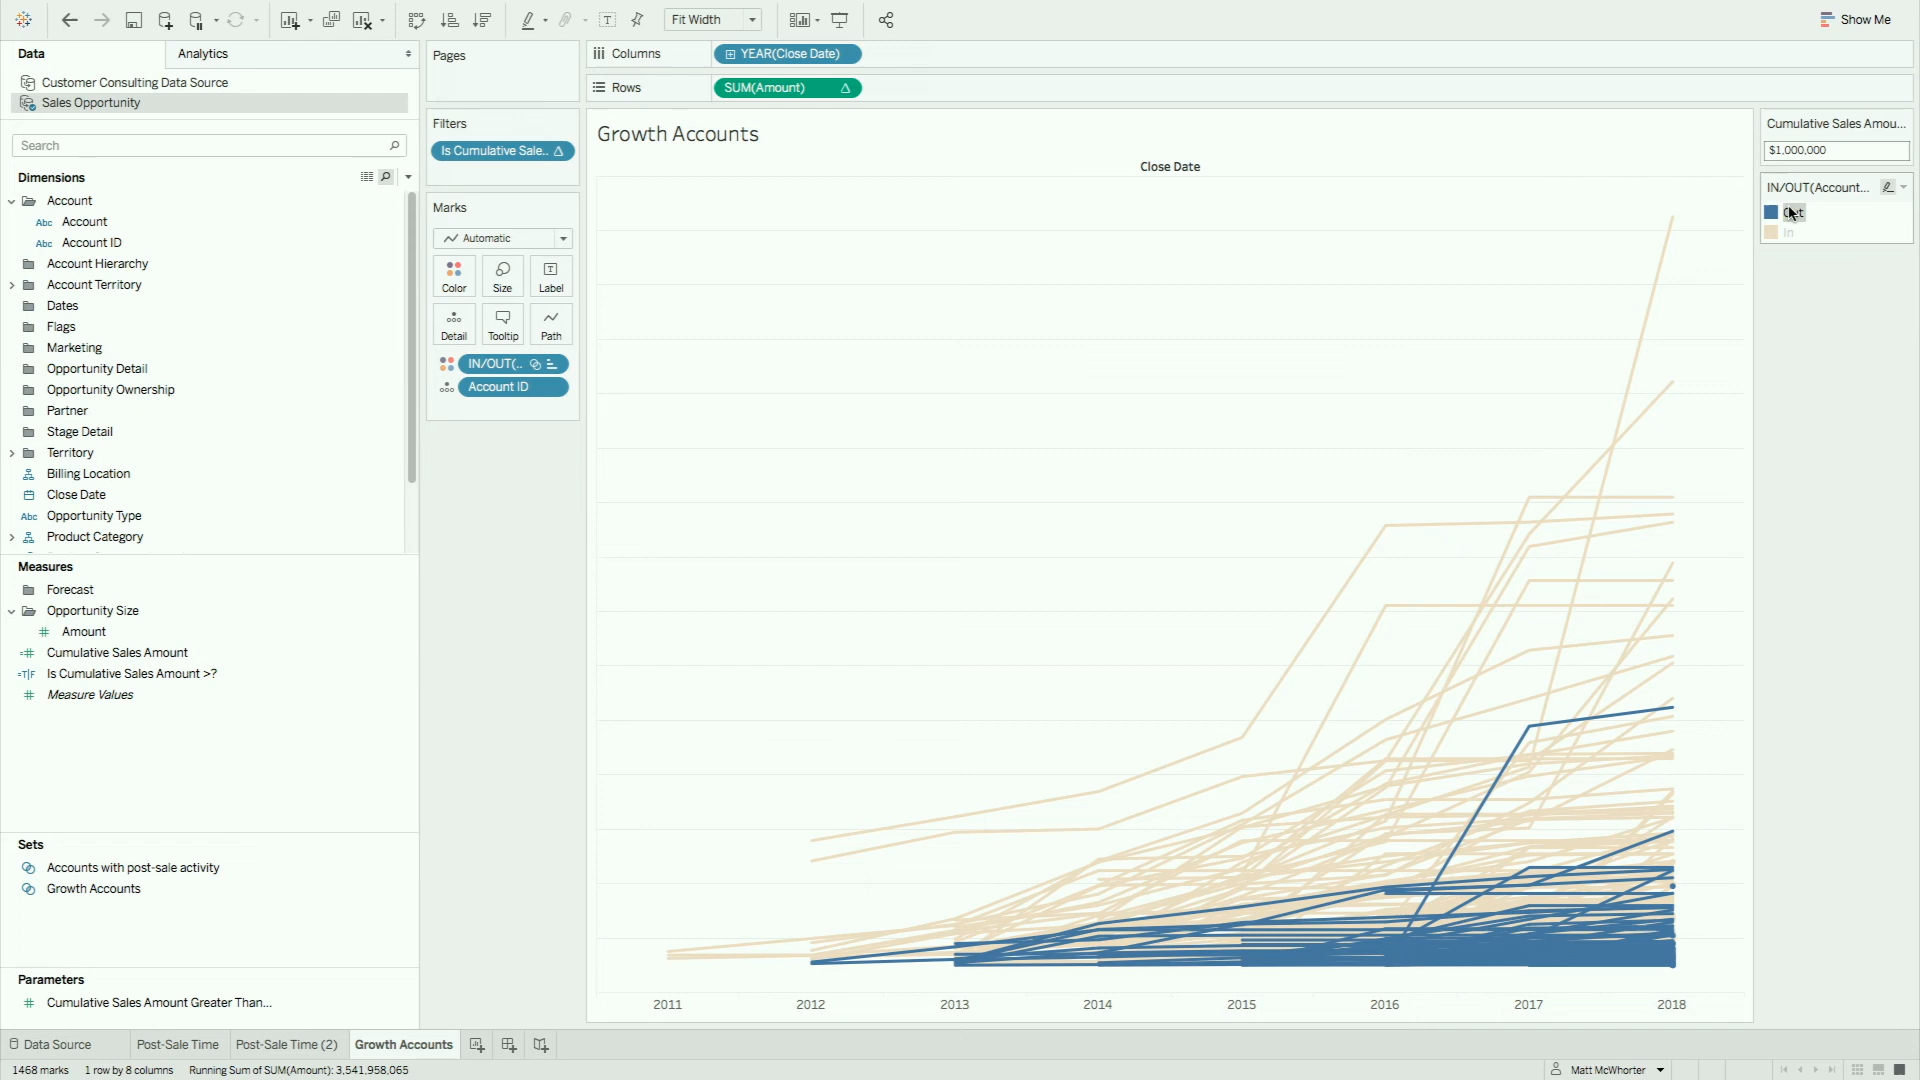 Fit Width
Show Me
Data
Analytics
Customer Consulting Data Source
Sales Opportunity
Search
Dimensions
Account
Abc Account
Abc Account ID
Account Hierarchy
Account Territory
Dates
Flags
Marketing
Opportunity Detail
Opportunity Ownership
Partner
Stage Detail
Territory
Billing Location
Close Date
Abc Opportunity Type
Product Category
Measures
Forecast
Opportunity Size
Amount
Cumulative Sales Amount
=T|F Is Cumulative Sales Amount >?
Measure Values
Sets
Accounts with post-sale activity
Growth Accounts
Parameters
Cumulative Sales Amount Greater Than...
Pages
Filters
Is Cumulative Sale..
Marks
Automatic
Color
Size
Label
Detail
Tooltip
Path
IN/OUT(..
Account ID
Columns
YEAR(Close Date)
Rows
SUM(Amount)
Growth Accounts
Close Date
2011
2012
2013
2014
2015
2016
2017
2018
Cumulative Sales Amou...
$1,000,000
IN/OUT(Account...
In
Data Source
Post-Sale Time
Post-Sale Time (2)
Growth Accounts
1468 marks
1 row by 8 columns
Running Sum of SUM(Amount): 3,541,958,065
Matt McWhorter